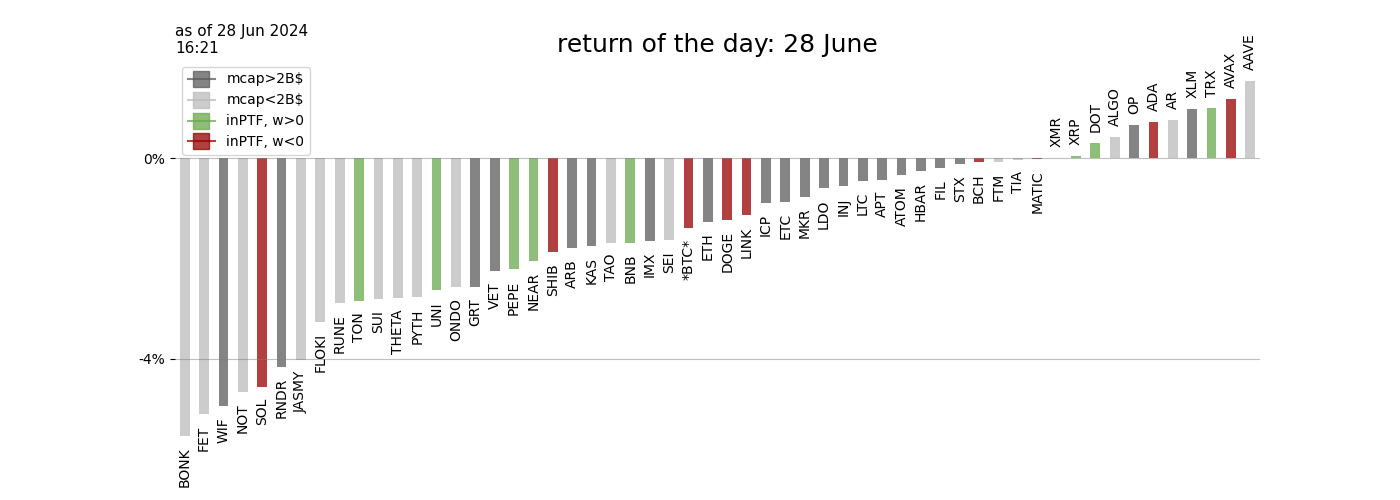 as of 28 Jun 2024
16:21
return of the day: 28 June
mcap>2B$
mcap<2B$
inPTF, w>0
inPTF, w<0
0%
-4%
BONK
FET
WIF
NOT
SOL
RNDR
JASMY
FLOKI
RUNE
TON
SUI
THETA
PYTH
UNI
ONDO
GRT
VET
PEPE
NEAR
SHIB
ARB
KAS
TAO
BNB
IMX
SEI
*BTC*
ETH
DOGE
LINK
ICP
ETC
MKR
LDO
INJ
LTC
APT
ATOM
HBAR
FIL
STX
BCH
FTM
TIA
MATIC
XMR
XRP
DOT
ALGO
OP
ADA
AR
XLM
TRX
AVAX
AAVE